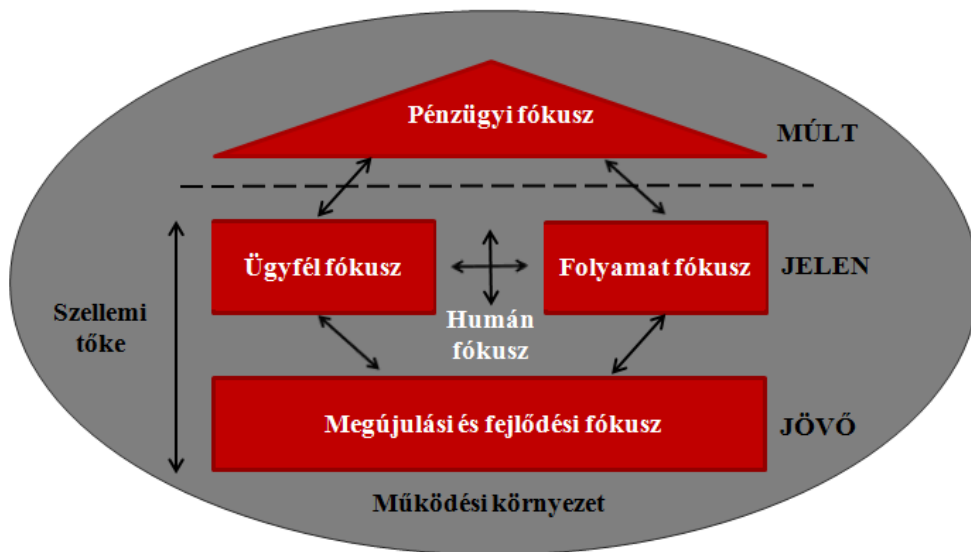 Pénzügyi fókusz
MÚLT
Ügyfél fókusz
Folyamat fókusz
JELEN
Szellemi
tőke
Humán
fókusz
Megújulási és fejlődési fókusz
JÖVŐ
Működési környezet